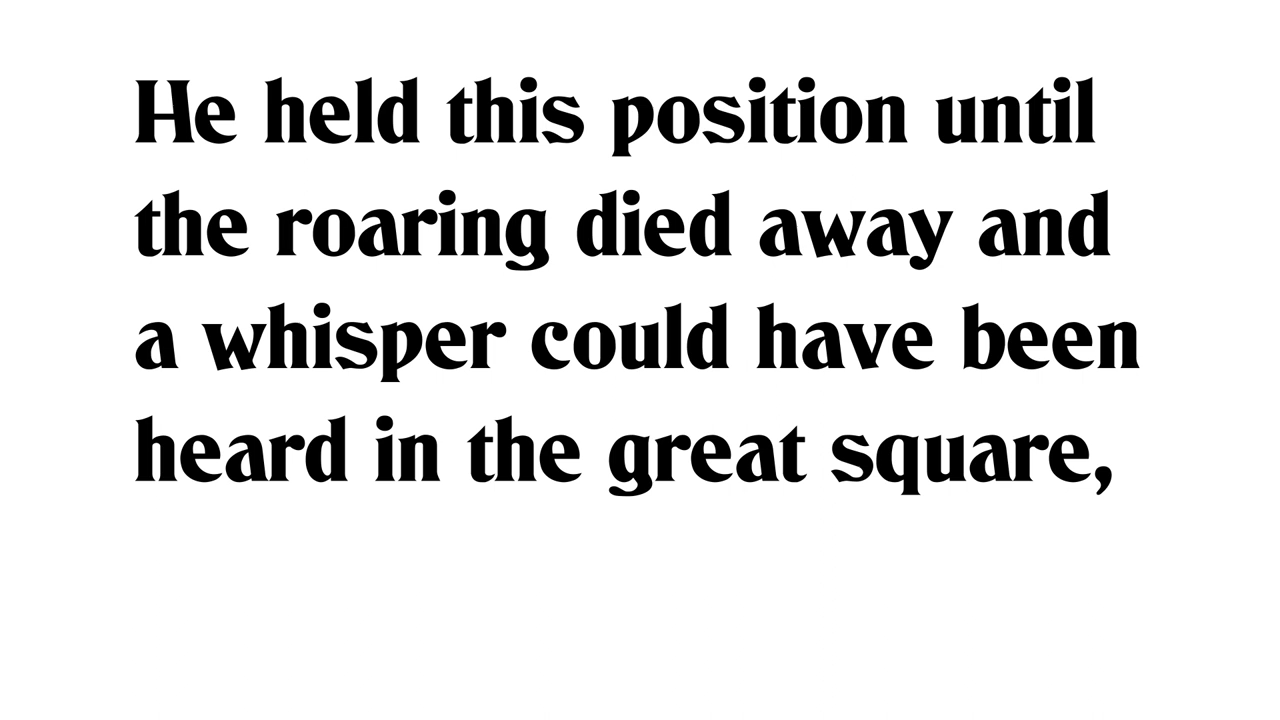 He held this position until
the roaring died away and
a whisper could have been
heard in the great square,